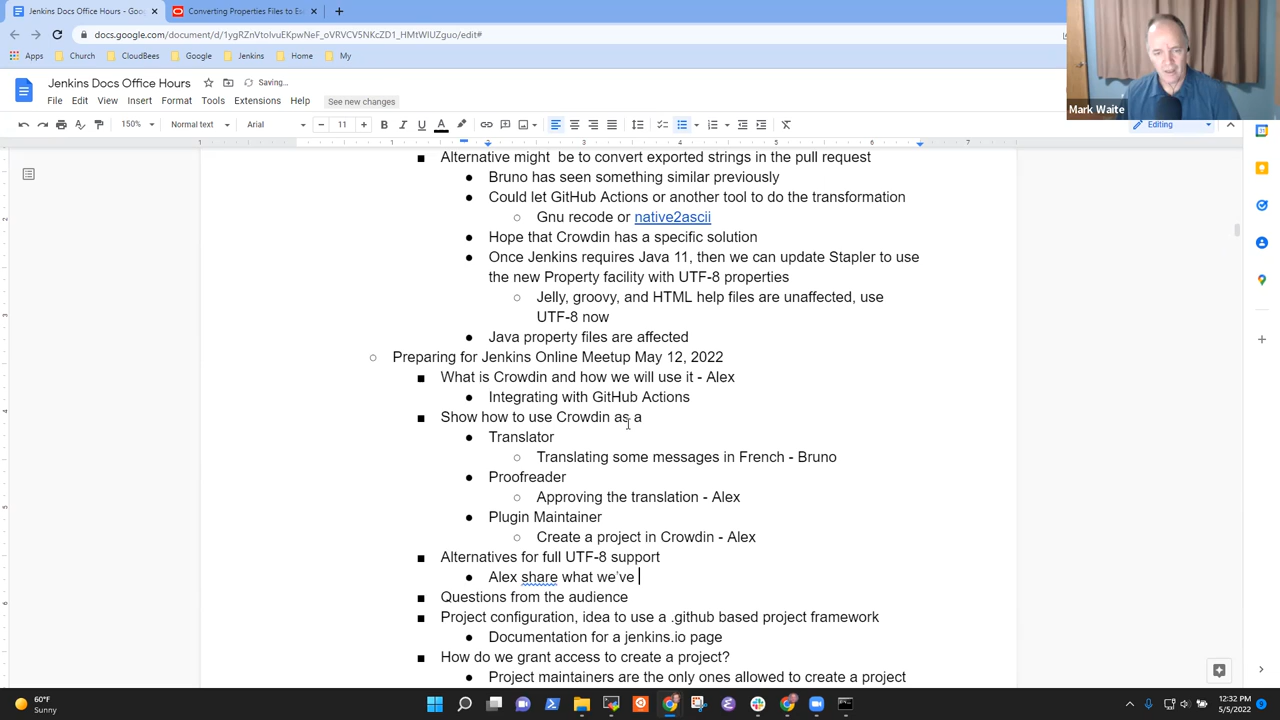 Jenkins Docs Office Hours - Goog
Converting Properties Files to Es
docs.google.com/document/d/1ygRZnVtoIvuEKpwNeF_oVRVCV5NKcZD1_HMtWIUZguo/edit#
Apps Church CloudBees Google Jenkins Home My
Jenkins Docs Office Hours Saving...
File Edit View Insert Format Tools Extensions Help See new changes
150% Normal text Arial 11 Editing
Mark Waite
Alternative might be to convert exported strings in the pull request
Bruno has been something similar previously
Could let GitHub Actions or another tool to do the transformation
Gnu recode or native2ascii
Hope that Crowdin has a specific solution
Once Jenkins requires Java 11, then we can update Stapler to use
the new Property facility with UTF-8 properties
Jelly, groovy, and HTML help files are unaffected, use
UTF-8 now
Java property files are affected
Preparing for Jenkins Online Meetup May 12, 2022
What is Crowdin and how we will use it - Alex
Integrating with GitHub Actions
Show how to use Crowdin as a
Translator
Translating some messages in French - Bruno
Proofreader
Approving the translation - Alex
Plugin Maintainer
Create a project in Crowdin - Alex
Alternatives for full UTF-8 support
Alex share what we've
Questions from the audience
Project configuration, idea to use a .github based project framework
Documentation for a jenkins.io page
How do we grant access to create a project?
Project maintainers are the only ones allowed to create a project
60°F
Sunny
12:32 PM
5/5/2022